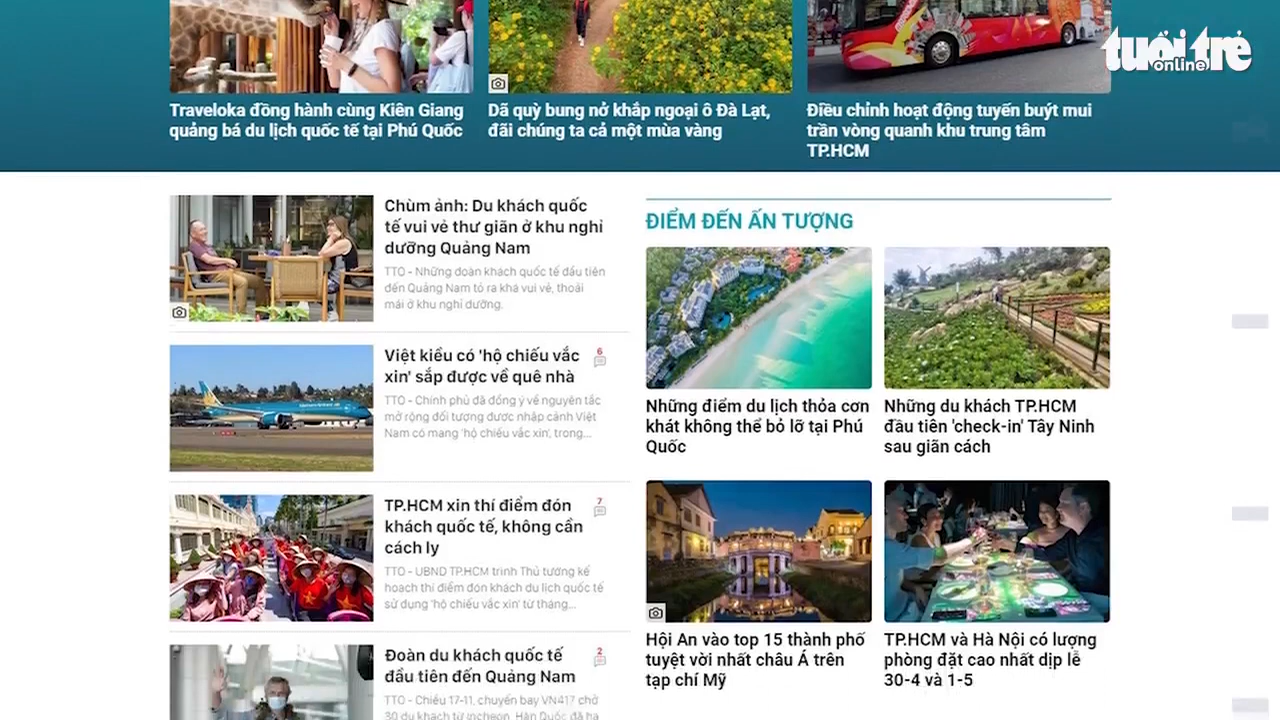 tuổi trẻ
online
Traveloka đồng hành cùng Kiên Giang
quảng bá du lịch quốc tế tại Phú Quốc
Dã quỳ bung nở khắp ngoại ô Đà Lạt,
đãi chúng ta cả một mùa vàng
Điều chỉnh hoạt động tuyến buýt mui
trần vòng quanh khu trung tâm
TP.HCM
Chùm ảnh: Du khách quốc
tế vui vẻ thư giãn ở khu nghỉ
dưỡng Quảng Nam
TTO - Những đoàn khách quốc tế đầu tiên
đến Quảng Nam tỏ ra khá vui vẻ, thoải
mái ở khu nghỉ dưỡng.
Việt kiều có 'hộ chiếu vắc
xin' sắp được về quê nhà
6
TTO - Chính phủ đã đồng ý về nguyên tắc
mở rộng đối tượng được nhập cảnh Việt
Nam có mang 'hộ chiếu vắc xin', trong...
TP.HCM xin thí điểm đón
khách quốc tế, không cần
cách ly
7
TTO - UBND TP.HCM trình Thủ tướng kế
hoạch thí điểm đón khách du lịch quốc tế
sử dụng 'hộ chiếu vắc xin' từ tháng...
Đoàn du khách quốc tế
đầu tiên đến Quảng Nam
2
TTO - Chiều 17-11, chuyến bay VN417 chở
30 du khách từ Incheon, Hàn Quốc đã hạ
ĐIỂM ĐẾN ẤN TƯỢNG
Những điểm du lịch thỏa cơn
khát không thể bỏ lỡ tại Phú
Quốc
Những du khách TP.HCM
đầu tiên 'check-in' Tây Ninh
sau giãn cách
Hội An vào top 15 thành phố
tuyệt vời nhất châu Á trên
tạp chí Mỹ
TP.HCM và Hà Nội có lượng
phòng đặt cao nhất dịp lễ
30-4 và 1-5